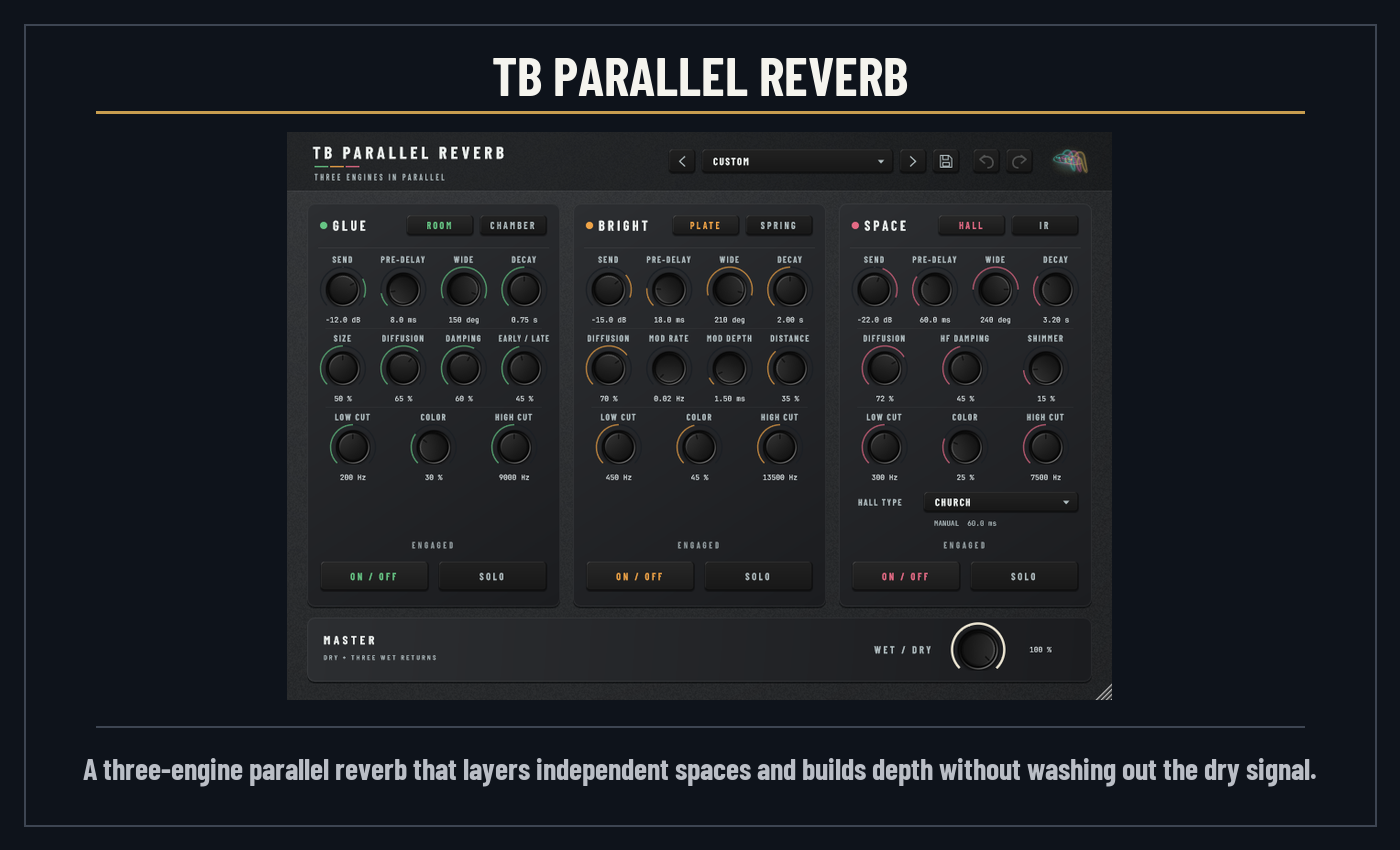 TB PARALLEL REVERB
TB PARALLEL REVERB
THREE ENGINES IN PARALLEL
CUSTOM
GLUE ROOM CHAMBER
SEND PRE-DELAY WIDE DECAY
-12.0 dB 8.0 ms 150 deg 0.75 s
SIZE DIFFUSION DAMPING EARLY / LATE
50 % 65 % 60 % 45 %
LOW CUT COLOR HIGH CUT
200 Hz 30 % 9000 Hz
ENGAGED
ON / OFF SOLO
BRIGHT PLATE SPRING
SEND PRE-DELAY WIDE DECAY
-15.0 dB 18.0 ms 210 deg 2.00 s
DIFFUSION MOD RATE MOD DEPTH DISTANCE
70 % 0.02 Hz 1.50 ms 35 %
LOW CUT COLOR HIGH CUT
450 Hz 45 % 13500 Hz
ENGAGED
ON / OFF SOLO
SPACE HALL IR
SEND PRE-DELAY WIDE DECAY
-22.0 dB 60.0 ms 240 deg 3.20 s
DIFFUSION HF DAMPING SHIMMER
72 % 45 % 15 %
LOW CUT COLOR HIGH CUT
300 Hz 25 % 7500 Hz
HALL TYPE CHURCH
MANUAL 60.0 ms
ENGAGED
ON / OFF SOLO
MASTER
DRY + THREE WET RETURNS
WET / DRY 100 %
A three-engine parallel reverb that layers independent spaces and builds depth without washing out the dry signal.